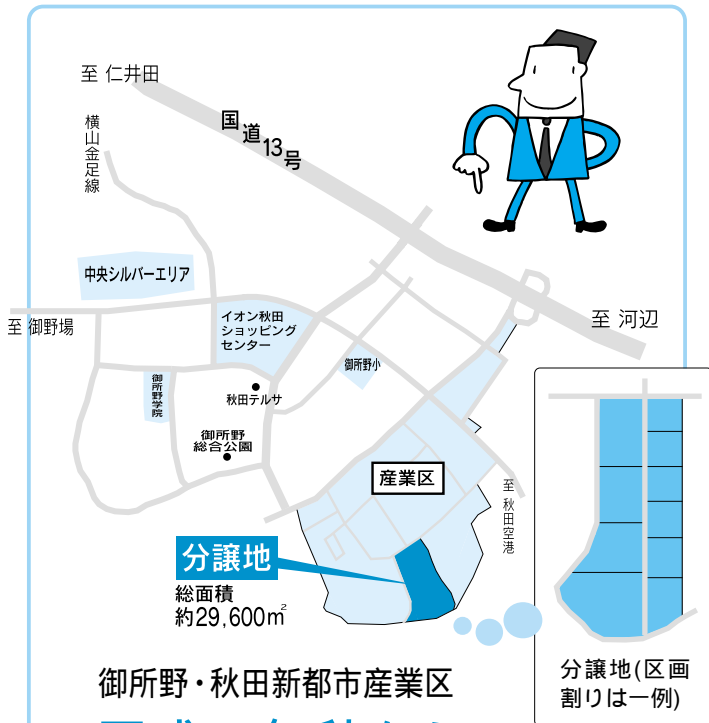 至 仁井田
国道13号
横山金足線
中央シルバーエリア
至 御野場
イオン秋田
ショッピング
センター
至 河辺
御所野小
御所野学院
秋田テルサ
御所野
総合公園
産業区
至 秋田空港
分譲地
総面積
約29,600㎡
分譲地(区画
割りは一例)
御所野・秋田新都市産業区